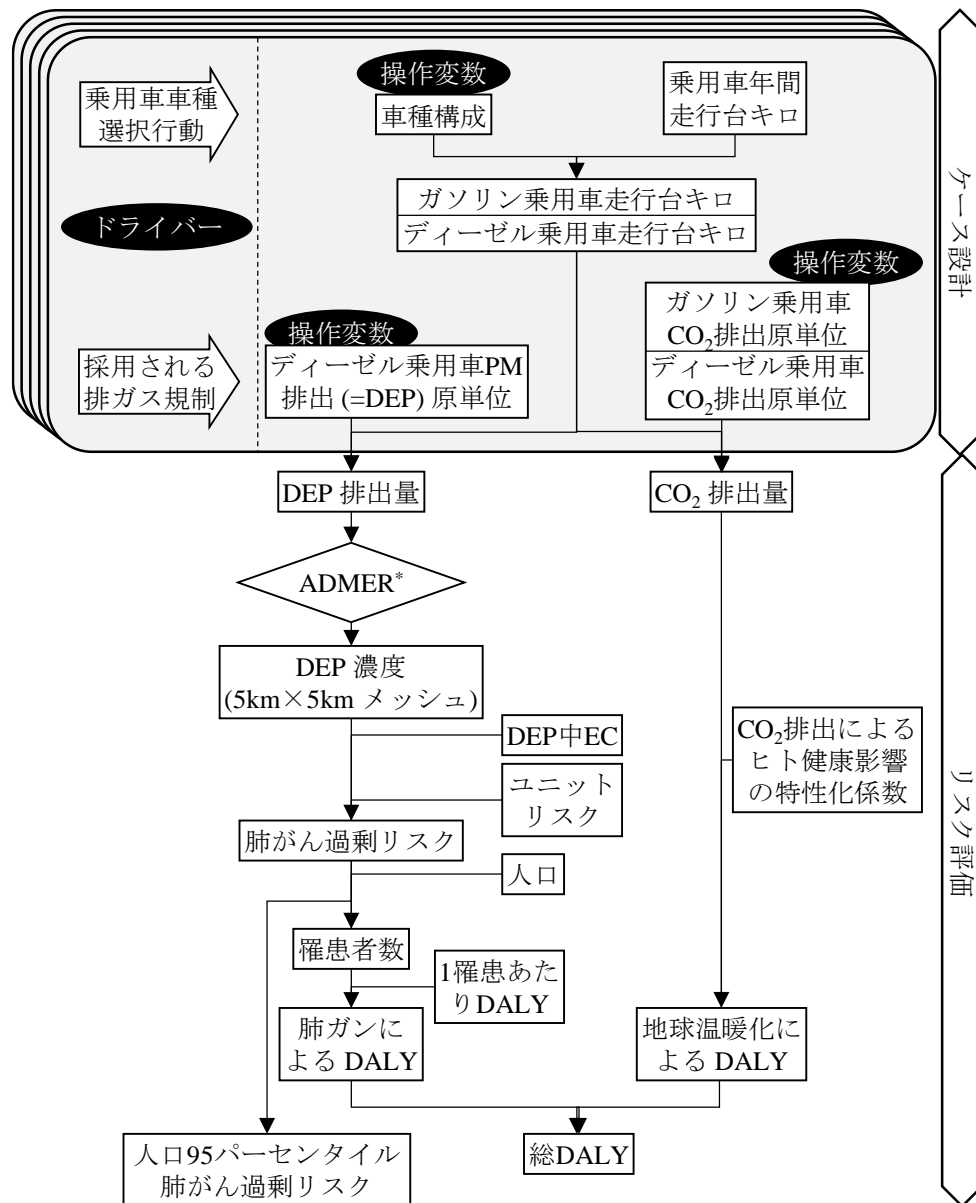 操作変数
乗用車車種
選択行動
車種構成
乗用車年間
走行台キロ
ガソリン乗用車走行台キロ
ディーゼル乗用車走行台キロ
ドライバー
操作変数
ガソリン乗用車
CO₂排出原単位
ディーゼル乗用車
CO₂排出原単位
操作変数
採用される
排ガス規制
ディーゼル乗用車PM
排出 (=DEP) 原単位
ケース設計
DEP 排出量
CO₂ 排出量
ADMER*
DEP 濃度
(5km×5km メッシュ)
DEP中EC
CO₂排出による
ヒト健康影響
の特性化係数
ユニット
リスク
肺がん過剰リスク
人口
罹患者数
1罹患あた
りDALY
肺ガンに
よる DALY
地球温暖化に
よる DALY
人口95パーセンタイル
肺がん過剰リスク
総DALY
リスク評価